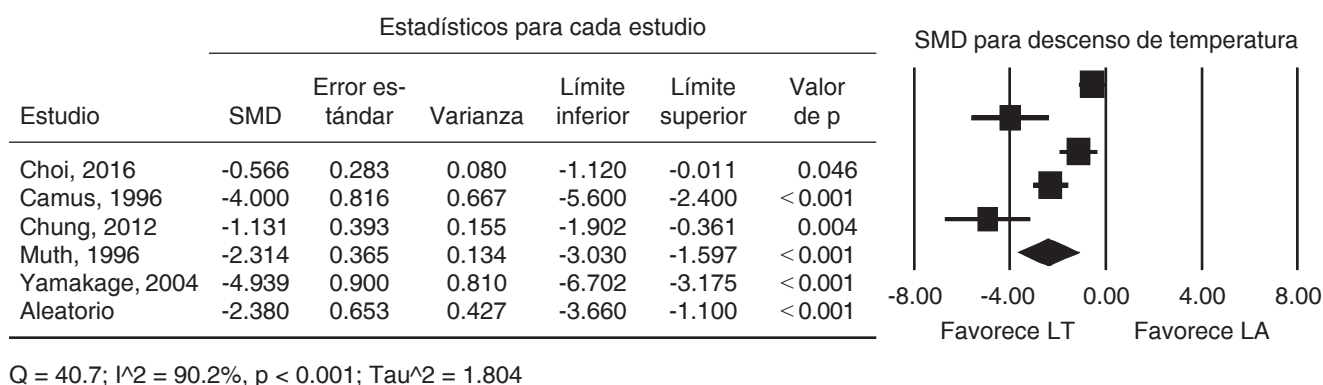 Estadísticos para cada estudio
SMD para descenso de temperatura
Estudio SMD Error es-tándar Varianza Límite inferior Límite superior Valor de p
Choi, 2016 -0.566 0.283 0.080 -1.120 -0.011 0.046
Camus, 1996 -4.000 0.816 0.667 -5.600 -2.400 <0.001
Chung, 2012 -1.131 0.393 0.155 -1.902 -0.361 0.004
Muth, 1996 -2.314 0.365 0.134 -3.030 -1.597 <0.001
Yamakage, 2004 -4.939 0.900 0.810 -6.702 -3.175 <0.001
Aleatorio -2.380 0.653 0.427 -3.660 -1.100 <0.001
-8.00 -4.00 0.00 4.00 8.00
Favorece LT Favorece LA
Q = 40.7; I^2 = 90.2%, p < 0.001; Tau^2 = 1.804